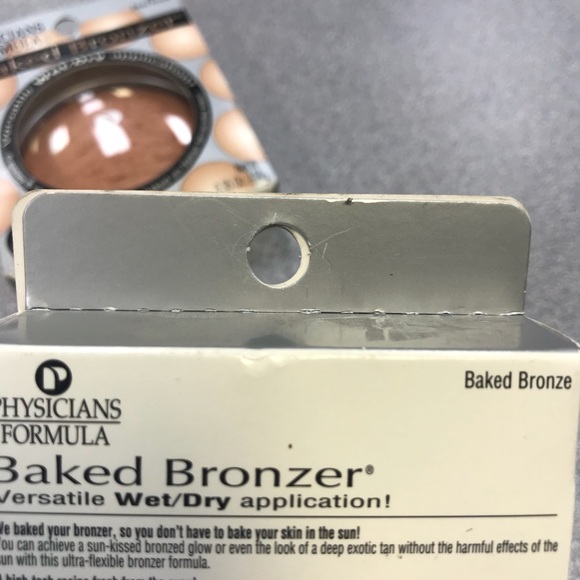 Baked Bronze
PHYSICIANS
FORMULA
Baked Bronzer®
Versatile Wet/Dry application!
We baked your bronzer, so you don't have to bake your skin in the sun!
You can achieve a sun-kissed bronzed glow or even the look of a deep exotic tan without the harmful effects of the
sun with this ultra-flexible bronzer formula.